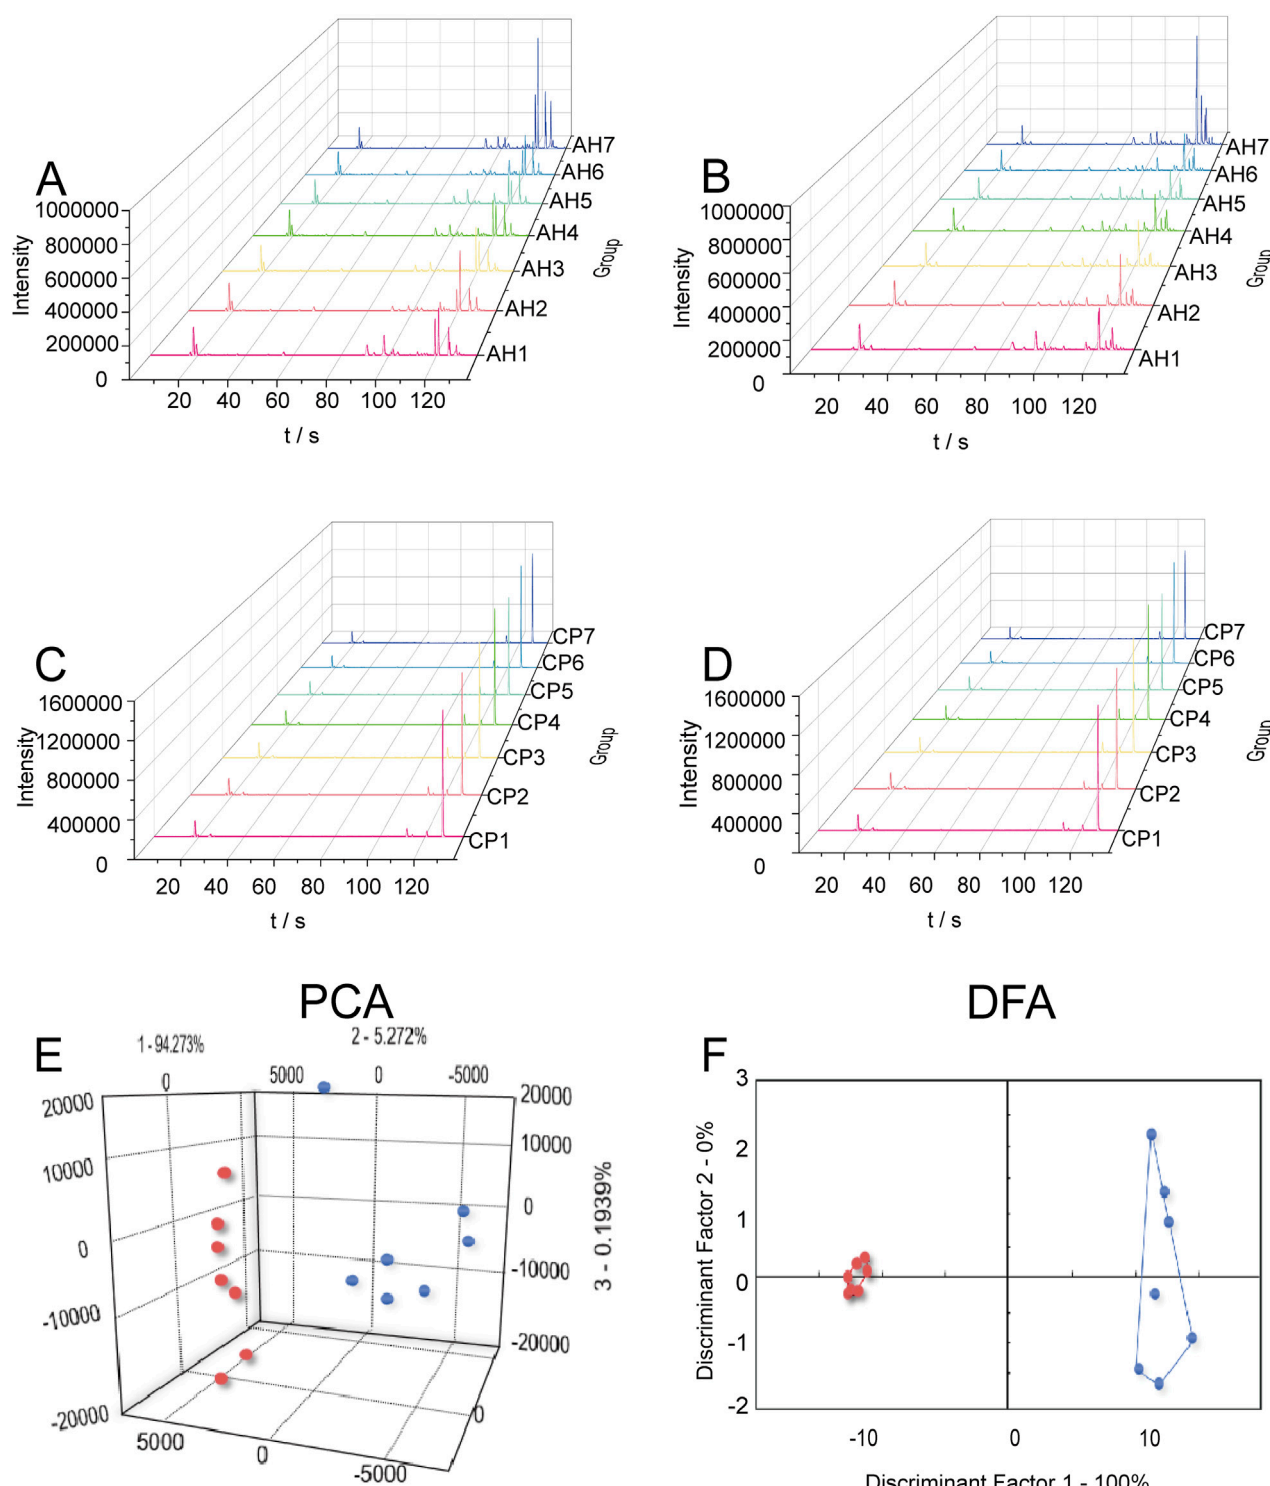 A
Intensity
1000000
800000
600000
400000
200000
0
20 40 60 80 100 120
t / s
AH7
AH6
AH5
AH4
AH3
AH2
AH1
Group
B
Intensity
1000000
800000
600000
400000
200000
0
20 40 60 80 100 120
t / s
AH7
AH6
AH5
AH4
AH3
AH2
AH1
Group
C
Intensity
1600000
1200000
800000
400000
0
20 40 60 80 100 120
t / s
CP7
CP6
CP5
CP4
CP3
CP2
CP1
Group
D
Intensity
1600000
1200000
800000
400000
0
20 40 60 80 100 120
t / s
CP7
CP6
CP5
CP4
CP3
CP2
CP1
Group
PCA
E
1 - 94.273%
2 - 5.272%
0
5000 0 -5000
20000
10000
0
-10000
-20000
20000
10000
0
-10000
-20000
3 - 0.1939%
5000 0 -5000
0
DFA
F
Discriminant Factor 2 - 0%
3
2
1
0
-1
-2
-10 0 10
Discriminant Factor 1 - 100%